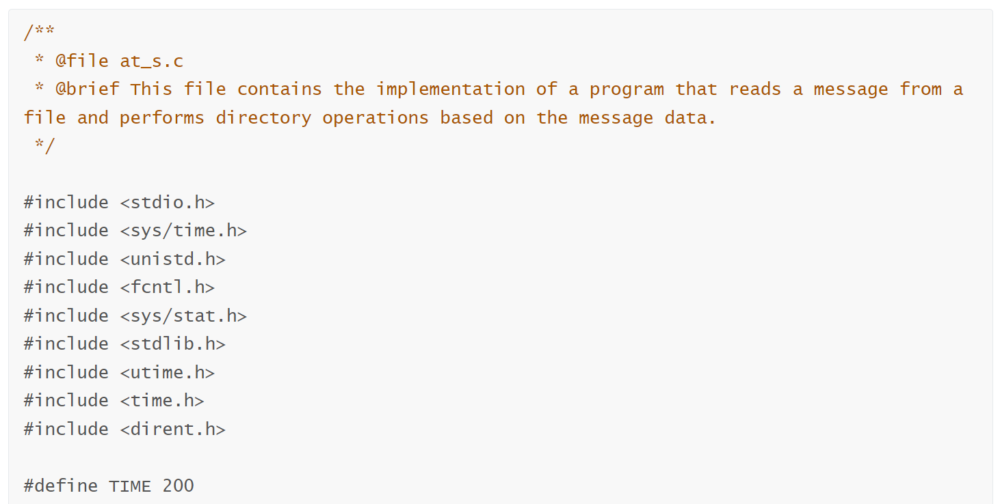 /**
 * @file at_s.c
 * @brief This file contains the implementation of a program that reads a message from a
file and performs directory operations based on the message data.
 */
#include <stdio.h>
#include <sys/time.h>
#include <unistd.h>
#include <fcntl.h>
#include <sys/stat.h>
#include <stdlib.h>
#include <utime.h>
#include <time.h>
#include <dirent.h>
#define TIME 200